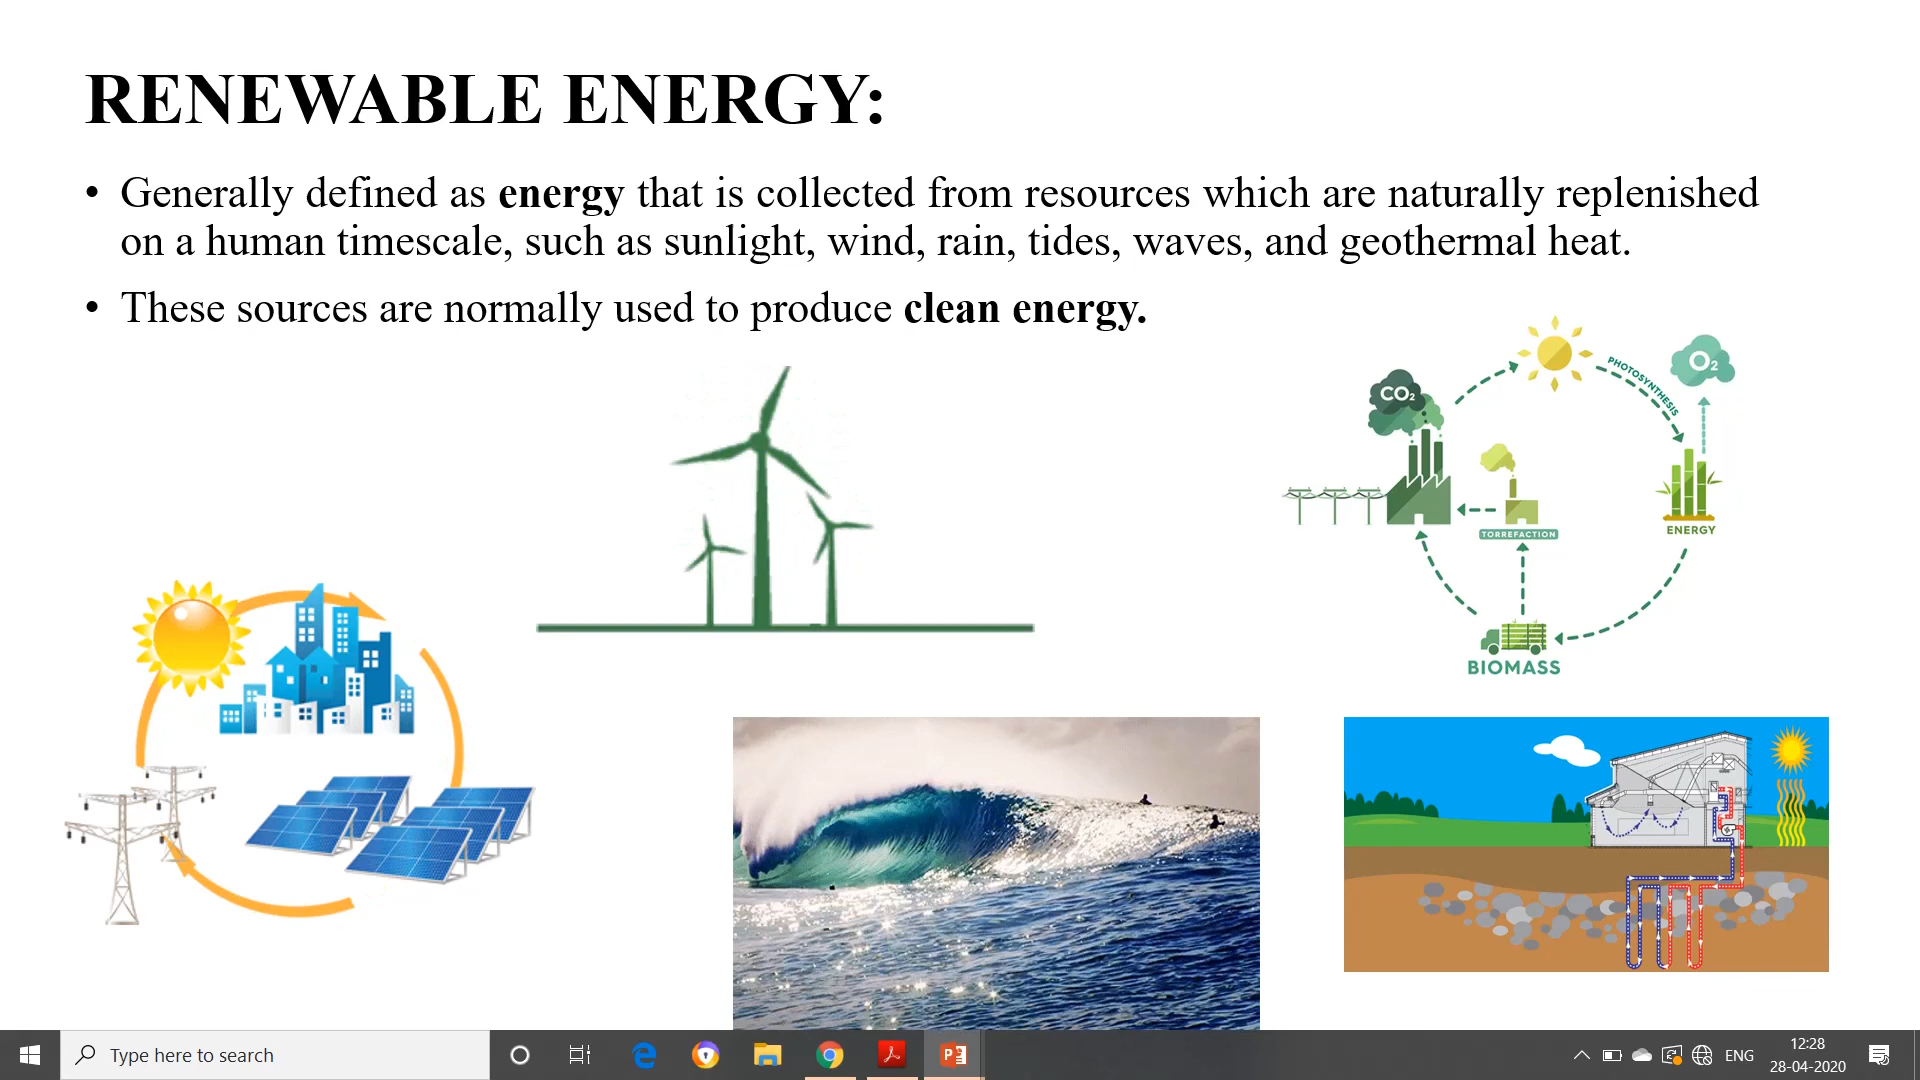 RENEWABLE ENERGY:
• Generally defined as energy that is collected from resources which are naturally replenished
on a human timescale, such as sunlight, wind, rain, tides, waves, and geothermal heat.
• These sources are normally used to produce clean energy.
PHOTOSYNTHESIS
O2
CO2
TORREFACTION
ENERGY
BIOMASS
Type here to search
ENG
12:28
28-04-2020